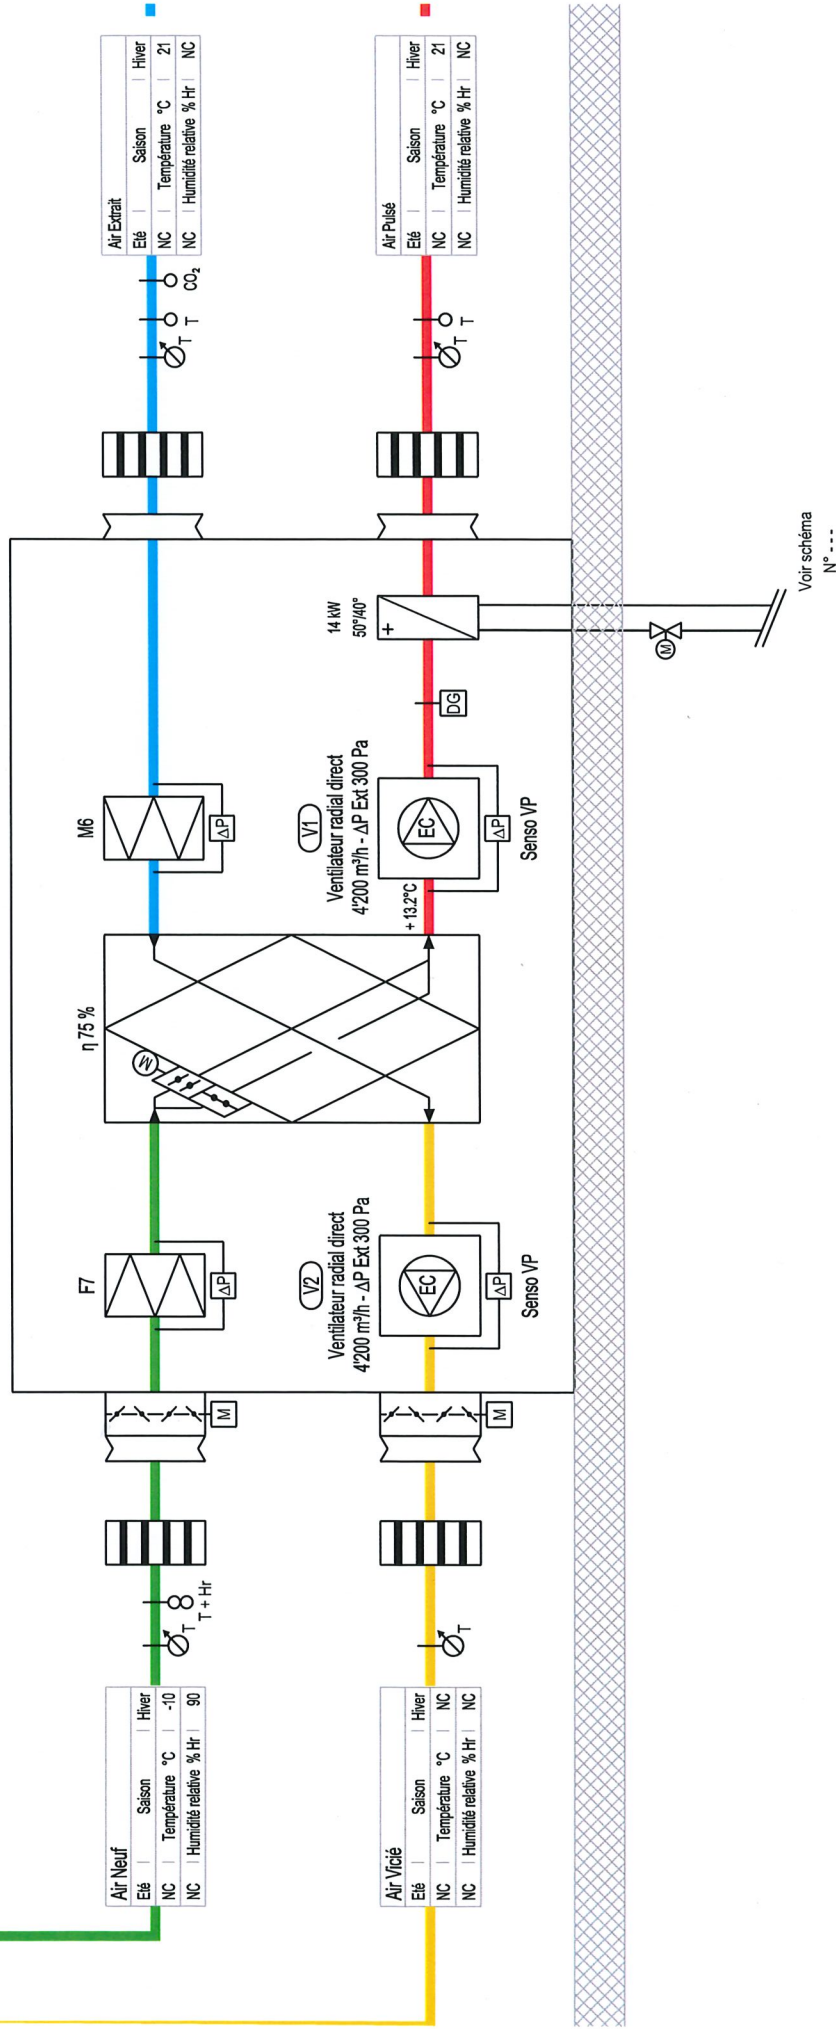 Air Extrait
Eté | Saison | Hiver
NC | Température °C | 21
NC | Humidité relative % Hr | NC
CO₂
T
T
Air Pulsé
Eté | Saison | Hiver
NC | Température °C | 21
NC | Humidité relative % Hr | NC
T
T
14 kW
50°/40°
+
DG
M
Voir schéma
N° - - -
M6
ΔP
V1
Ventilateur radial direct
4'200 m³/h - ΔP Ext 300 Pa
EC
ΔP
Senso VP
+ 13.2°C
η 75 %
M
F7
ΔP
V2
Ventilateur radial direct
4'200 m³/h - ΔP Ext 300 Pa
EC
ΔP
Senso VP
M
M
T + Hr
T
T
Air Neuf
Eté | Saison | Hiver
NC | Température °C | -10
NC | Humidité relative % Hr | 90
Air Vicié
Eté | Saison | Hiver
NC | Température °C | NC
NC | Humidité relative % Hr | NC